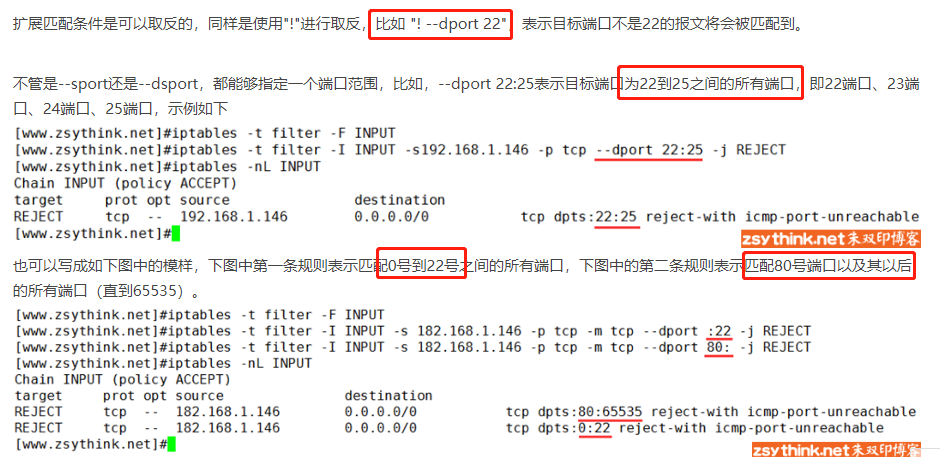 扩展匹配条件是可以取反的，同样是使用"!"进行取反，比如 "! --dport 22"，表示目标端口不是22的报文将会被匹配到。
不管是--sport还是--dsport，都能够指定一个端口范围，比如，--dport 22:25表示目标端口为22到25之间的所有端口，即22端口、23端
口、24端口、25端口，示例如下
[www.zsythink.net]#iptables -t filter -F INPUT
[www.zsythink.net]#iptables -t filter -I INPUT -s192.168.1.146 -p tcp --dport 22:25 -j REJECT
[www.zsythink.net]#iptables -nL INPUT
Chain INPUT (policy ACCEPT)
target prot opt source destination
REJECT tcp -- 192.168.1.146 0.0.0.0/0 tcp dpts:22:25 reject-with icmp-port-unreachable
[www.zsythink.net]#
zsythink.net朱双印博客
也可以写成如下图中的模样，下图中第一条规则表示匹配0号到22号之间的所有端口，下图中的第二条规则表示匹配80号端口以及其以后
的所有端口（直到65535）。
[www.zsythink.net]#iptables -t filter -F INPUT
[www.zsythink.net]#iptables -t filter -I INPUT -s 182.168.1.146 -p tcp -m tcp --dport :22 -j REJECT
[www.zsythink.net]#iptables -t filter -I INPUT -s 182.168.1.146 -p tcp -m tcp --dport 80: -j REJECT
[www.zsythink.net]#iptables -nL INPUT
Chain INPUT (policy ACCEPT)
target prot opt source destination
REJECT tcp -- 182.168.1.146 0.0.0.0/0 tcp dpts:80:65535 reject-with icmp-port-unreachable
REJECT tcp -- 182.168.1.146 0.0.0.0/0 tcp dpts:0:22 reject-with icmp-port-unreachable
[www.zsythink.net]#
zsythink.net朱双印博客